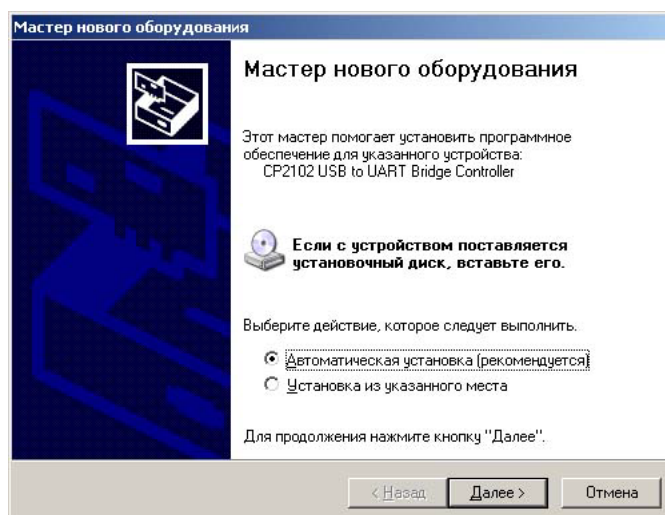 Мастер нового оборудования
Мастер нового оборудования
Этот мастер помогает установить программное
обеспечение для указанного устройства:
CP2102 USB to UART Bridge Controller
Если с устройством поставляется
установочный диск, вставьте его.
Выберите действие, которое следует выполнить.
Автоматическая установка (рекомендуется)
Установка из указанного места
Для продолжения нажмите кнопку "Далее".
< Назад Далее > Отмена